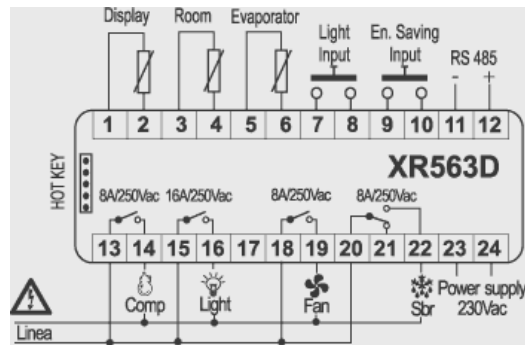 Display Room Evaporator
Light Input
En. Saving Input
RS 485
- +
1 2 3 4 5 6 7 8 9 10 11 12
HOT KEY
XR563D
8A/250Vac 16A/250Vac 8A/250Vac 8A/250Vac
13 14 15 16 17 18 19 20 21 22 23 24
Comp Light Fan Sbr
Power supply 230Vac
Linea